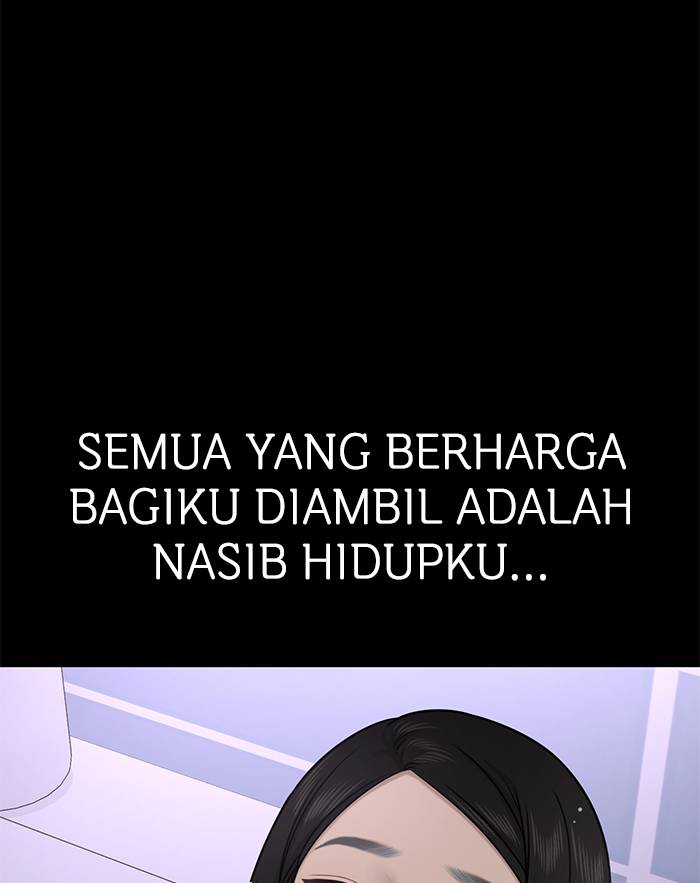 SEMUA YANG BERHARGA
BAGIKU DIAMBIL ADALAH
NASIB HIDUPKU...